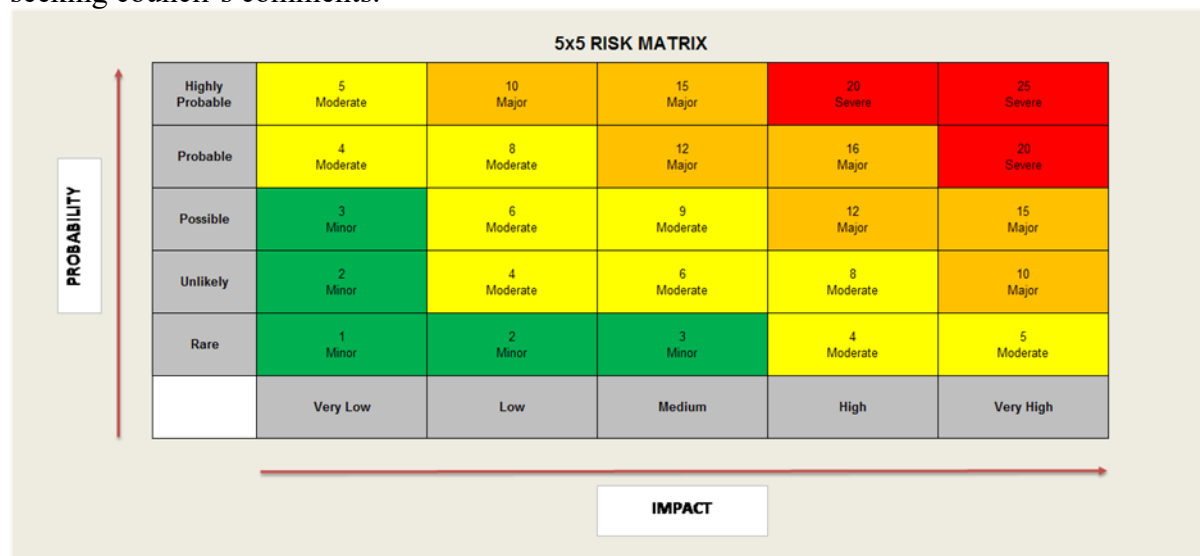 seeking council's comments.
5x5 RISK MATRIX
PROBABILITY
Highly
Probable
5
Moderate
10
Major
15
Major
20
Severe
25
Severe
Probable
4
Moderate
8
Moderate
12
Major
16
Major
20
Severe
Possible
3
Minor
6
Moderate
9
Moderate
12
Major
15
Major
Unlikely
2
Minor
4
Moderate
6
Moderate
8
Moderate
10
Major
Rare
1
Minor
2
Minor
3
Minor
4
Moderate
5
Moderate
Very Low
Low
Medium
High
Very High
IMPACT